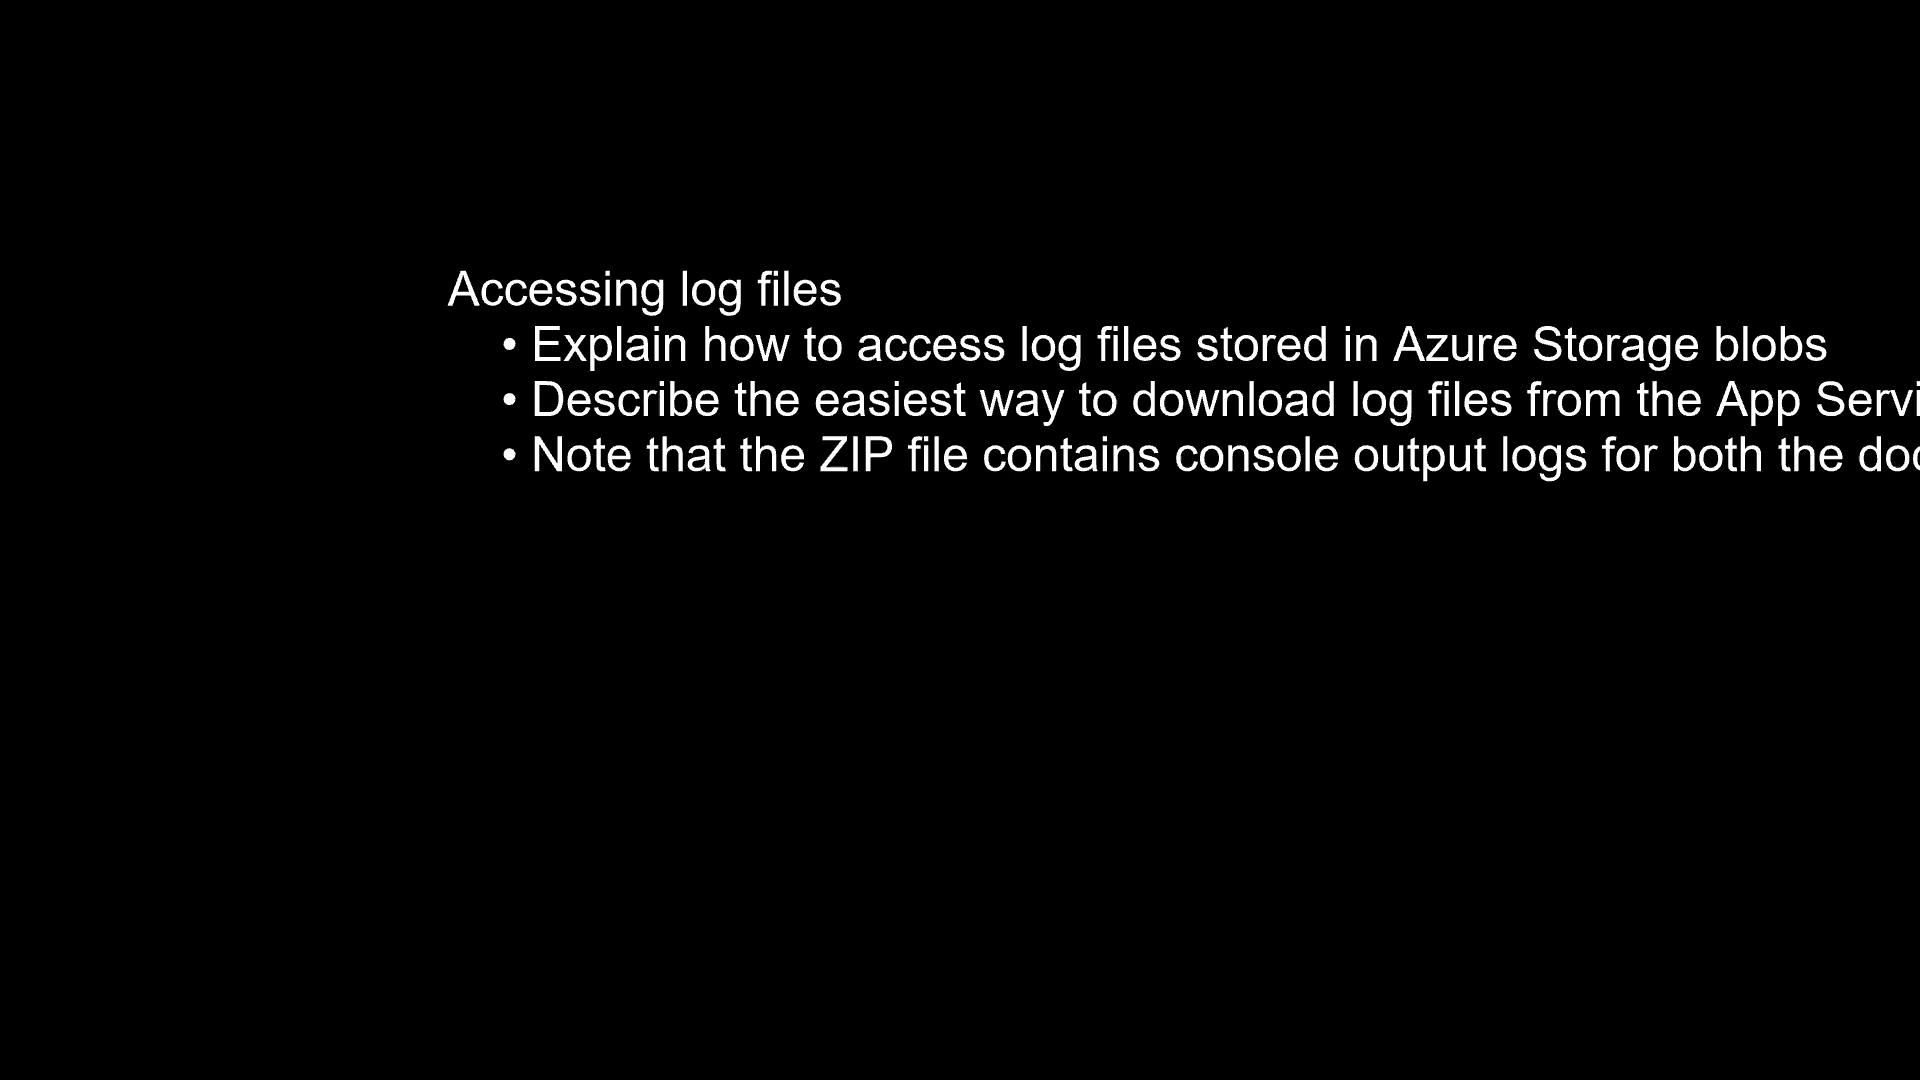 Accessing log files
• Explain how to access log files stored in Azure Storage blobs
• Describe the easiest way to download log files from the App
• Note that the ZIP file contains console output logs for both the